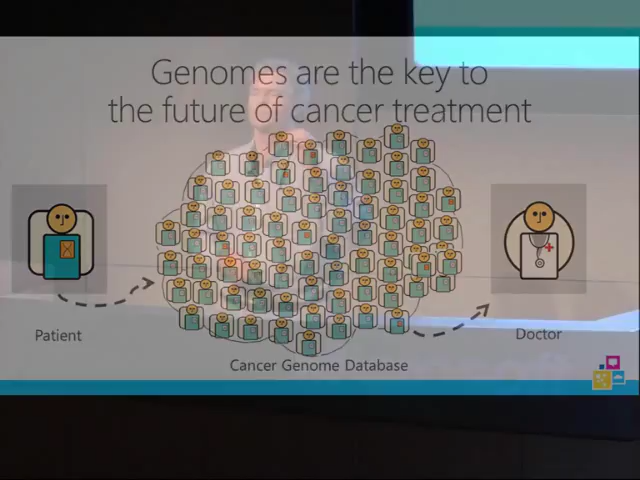 Genomes are the key to
the future of cancer treatment
Patient
Doctor
Cancer Genome Database